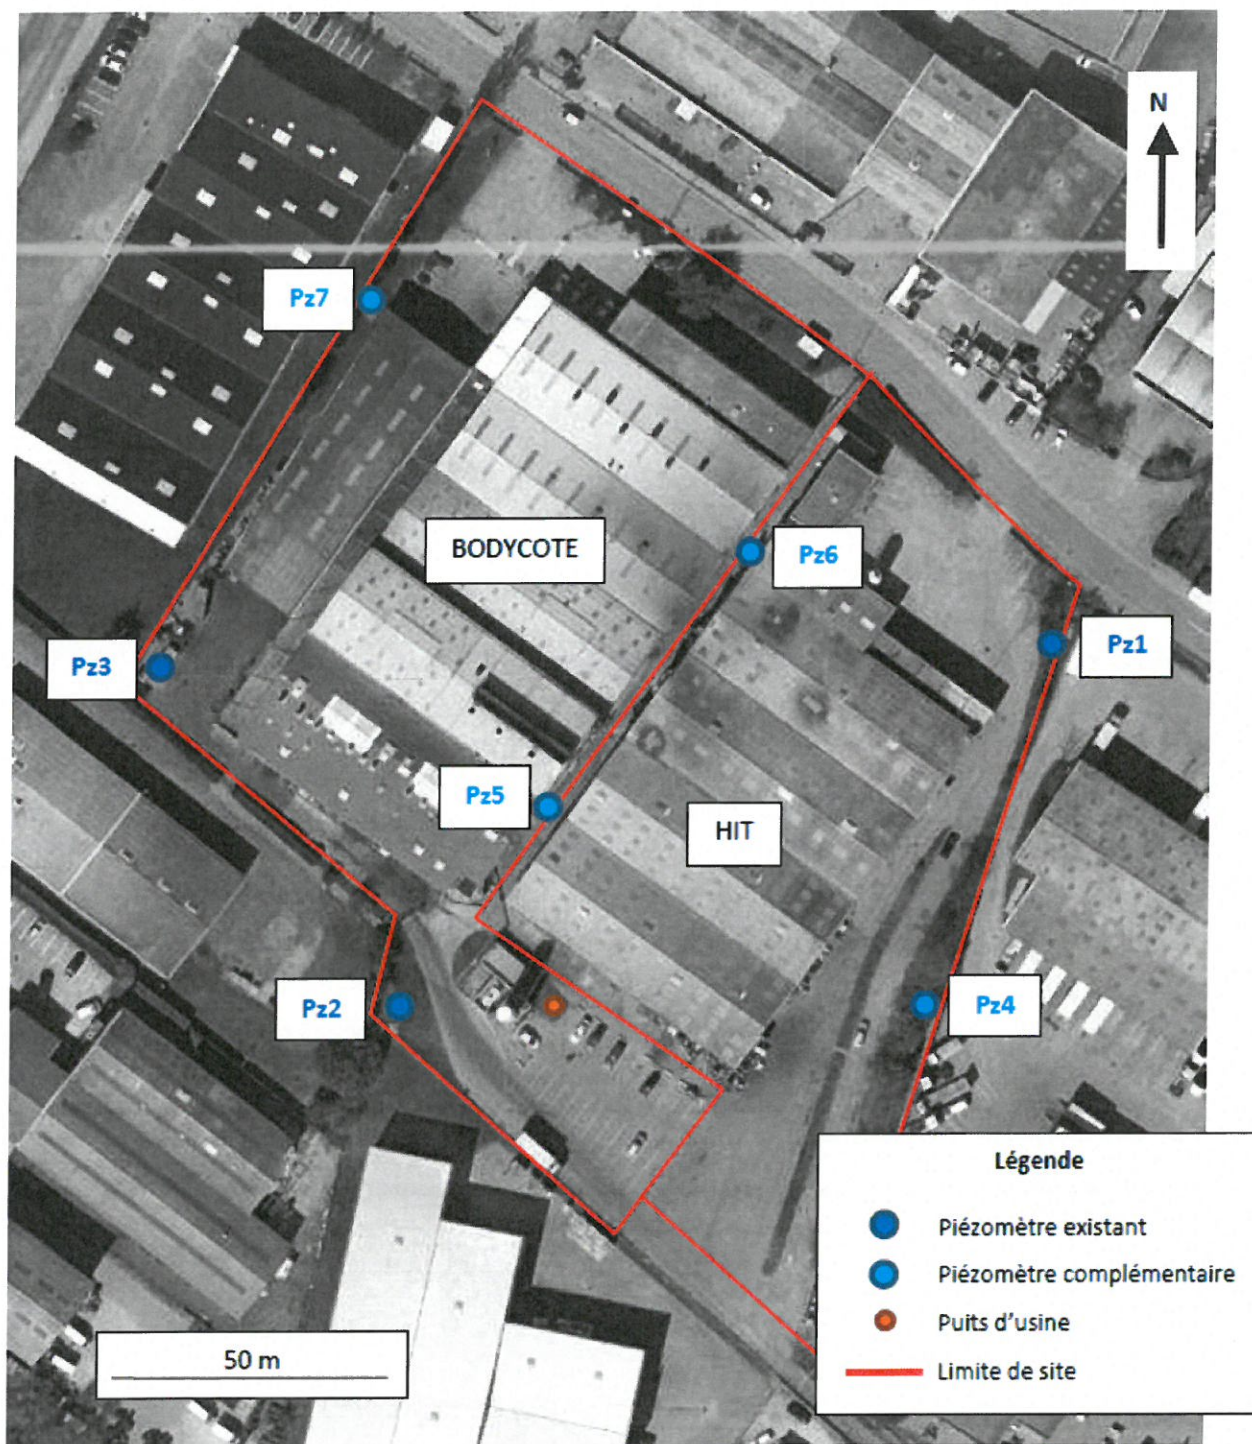 N
Pz7
BODYCOTE
Pz6
Pz1
Pz3
Pz5
HIT
Pz2
Pz4
Légende
Piézomètre existant
Piézomètre complémentaire
Puits d'usine
Limite de site
50 m